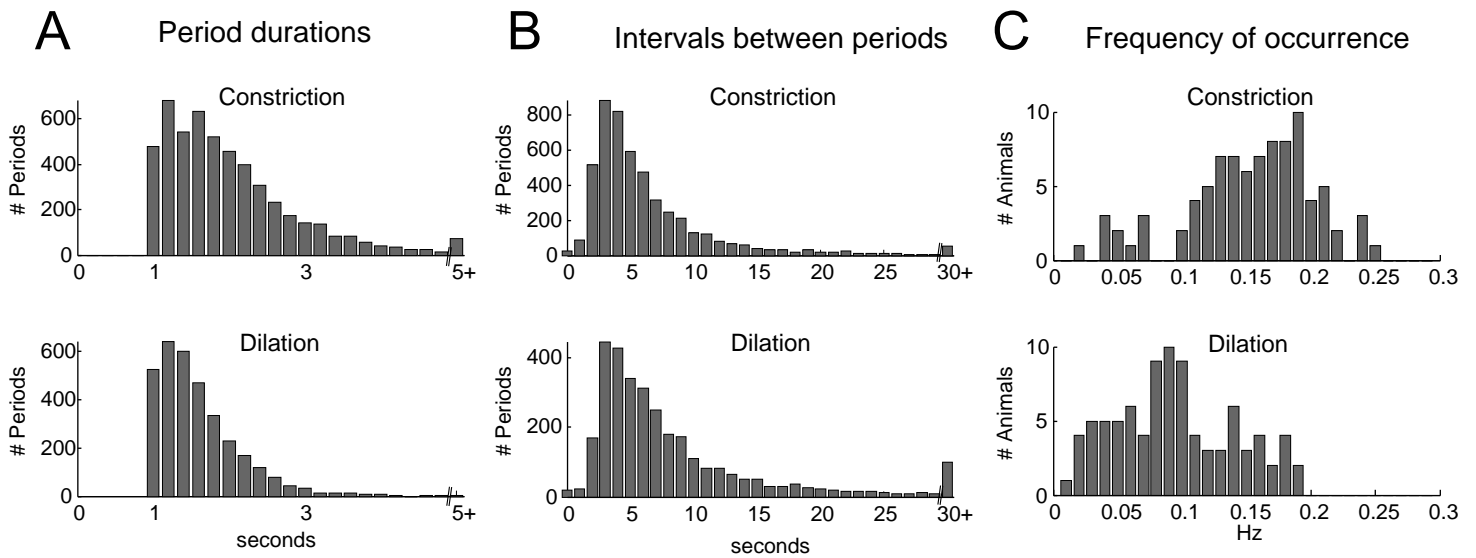 A Period durations
B Intervals between periods
C Frequency of occurrence
Constriction
# Periods
600
400
200
0
0 1 3 5+
Constriction
# Periods
800
600
400
200
0
0 5 10 15 20 25 30+
Constriction
# Animals
10
5
0
0 0.05 0.1 0.15 0.2 0.25 0.3
Dilation
# Periods
600
400
200
0
0 1 3 5+
seconds
Dilation
# Periods
400
200
0
0 5 10 15 20 25 30+
seconds
Dilation
# Animals
10
5
0
0 0.05 0.1 0.15 0.2 0.25 0.3
Hz